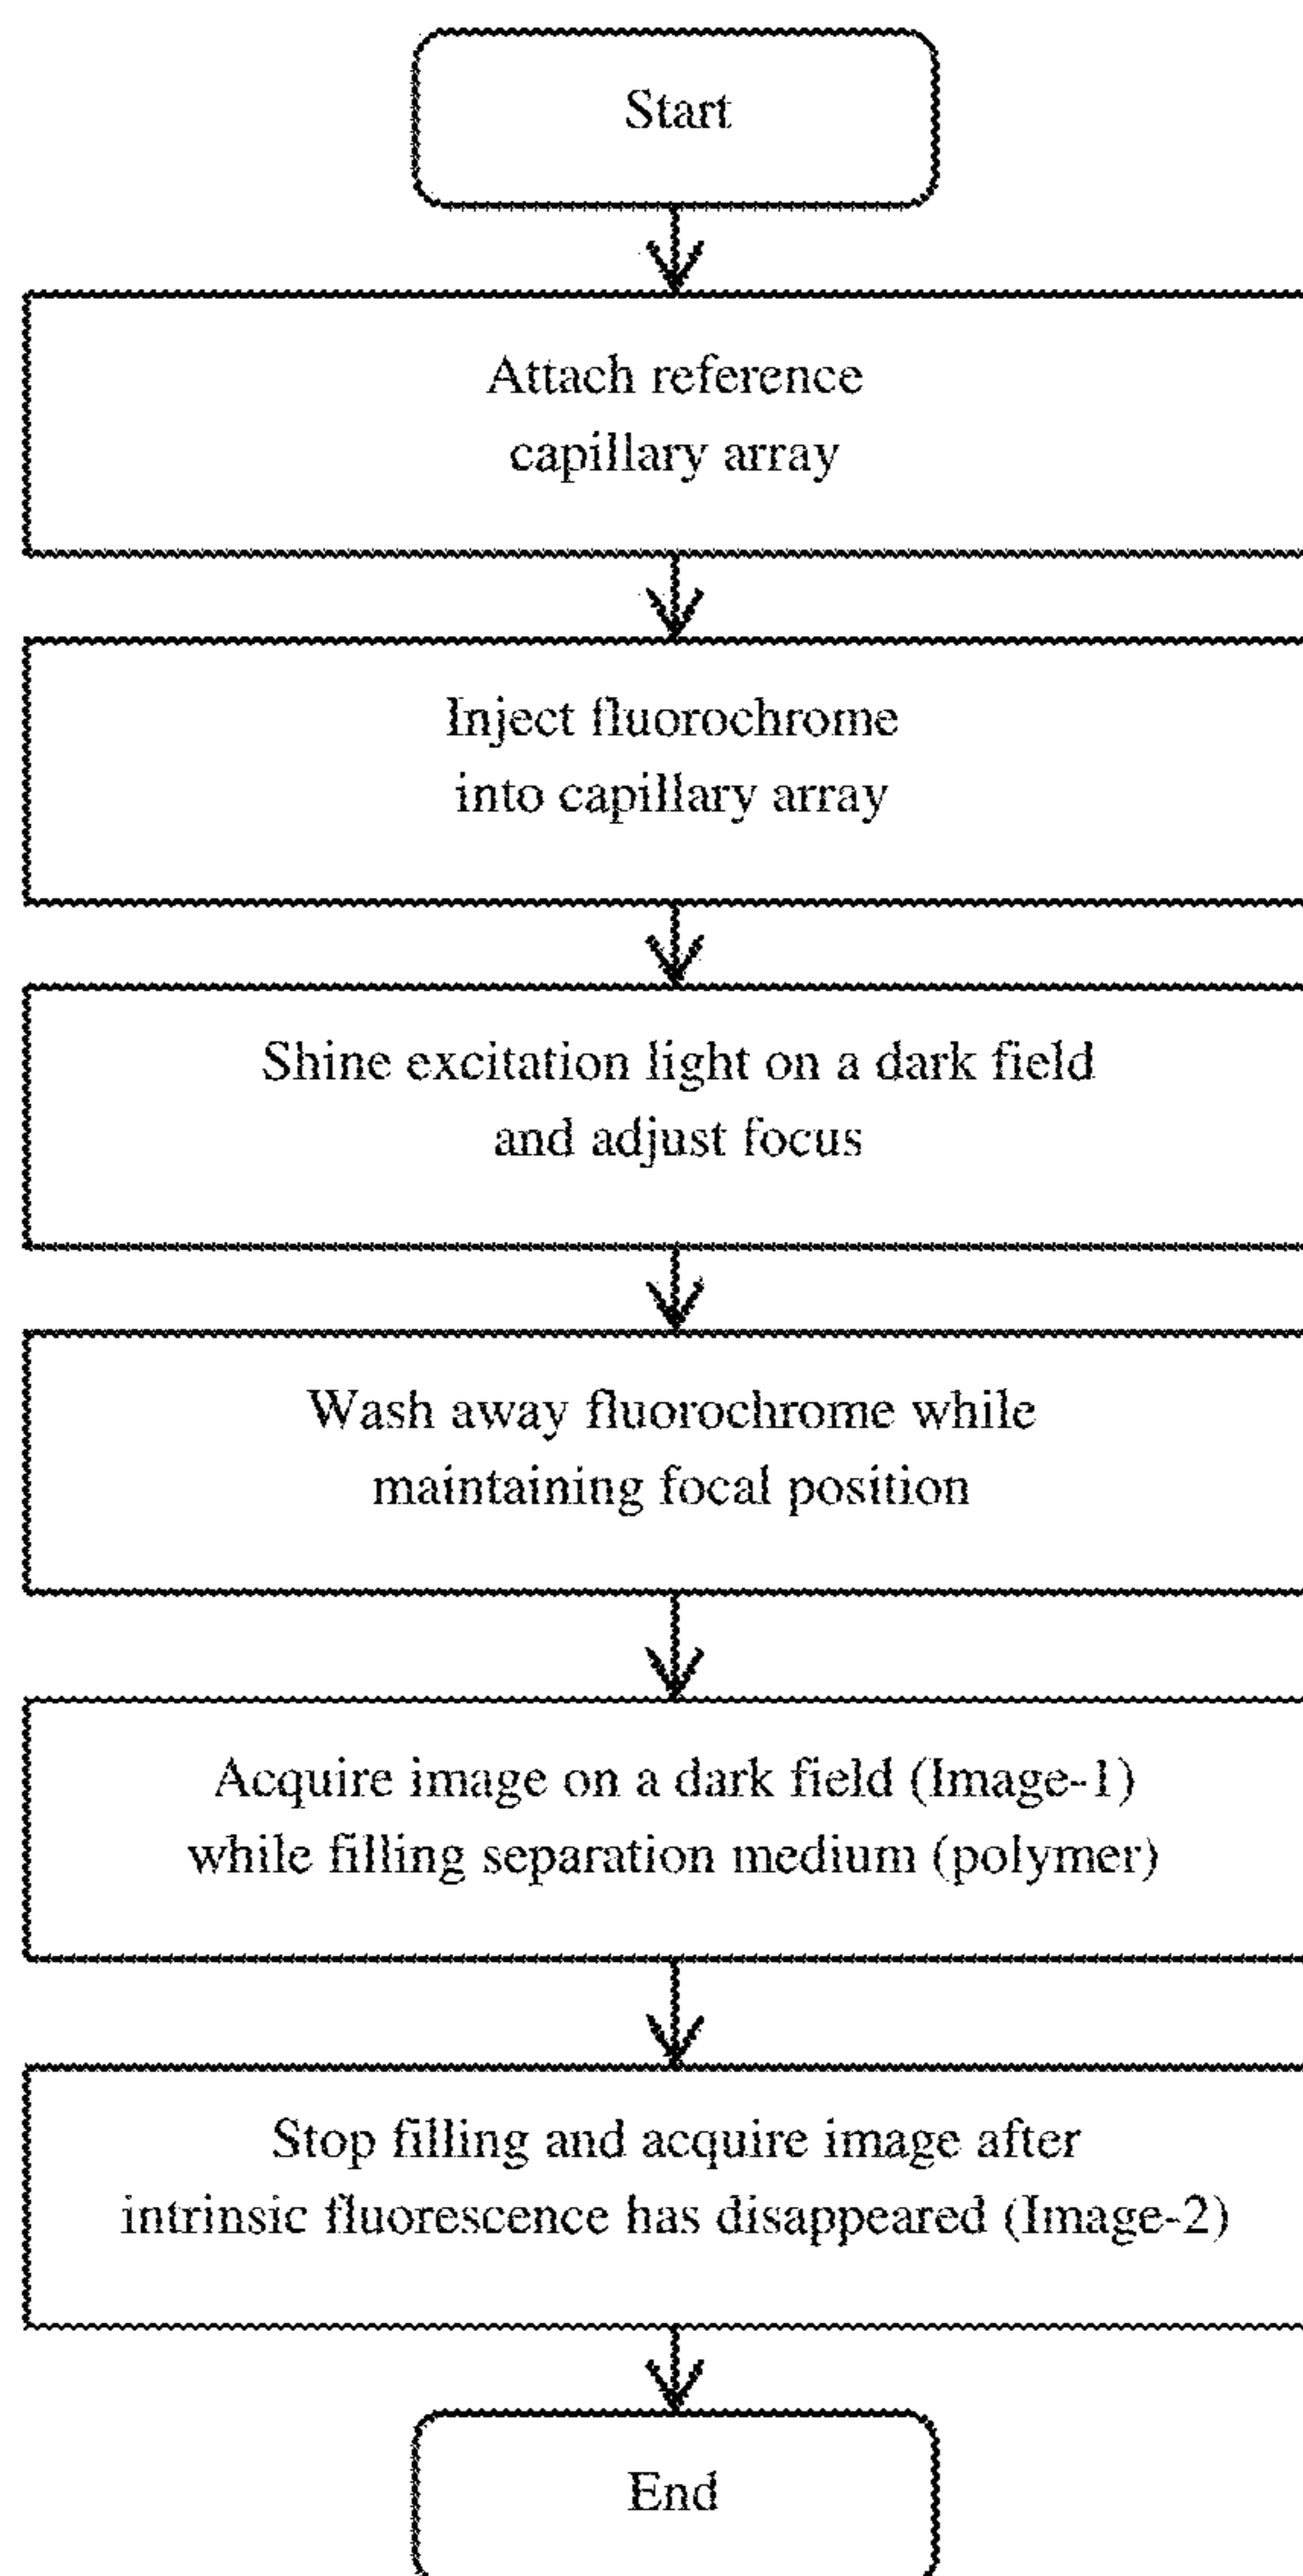 Start
Attach reference
capillary array
Inject fluorochrome
into capillary array
Shine excitation light on a dark field
and adjust focus
Wash away fluorochrome while
maintaining focal position
Acquire image on a dark field (Image-1)
while filling separation medium (polymer)
Stop filling and acquire image after
intrinsic fluorescence has disappeared (Image-2)
End